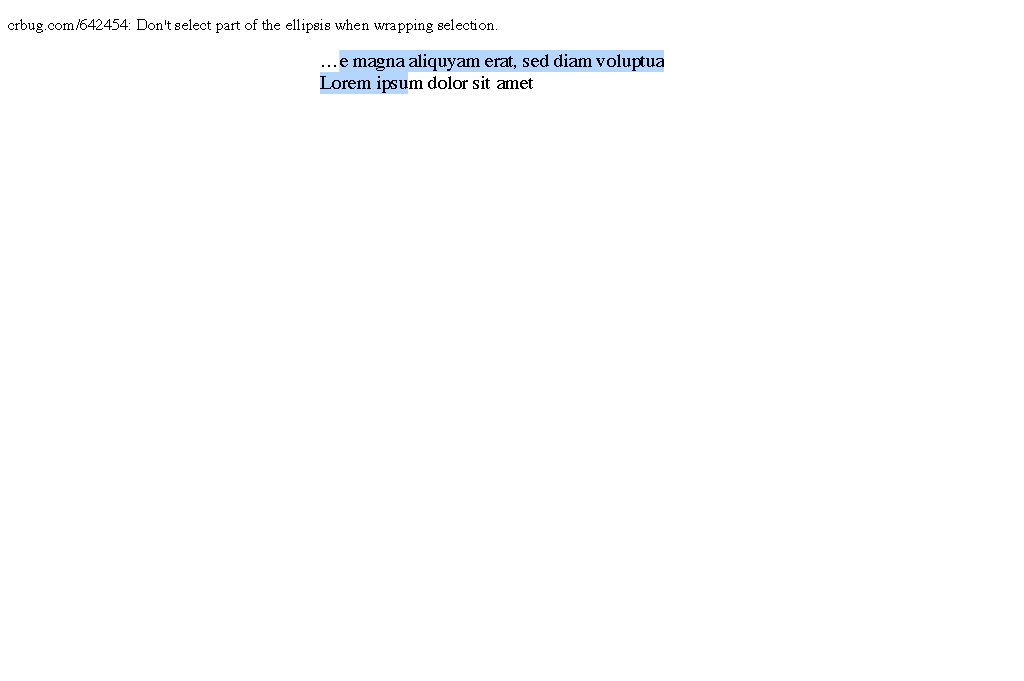 crbug.com/642454: Don't select part of the ellipsis when wrapping selection.
…e magna aliquyam erat, sed diam voluptua
Lorem ipsum dolor sit amet